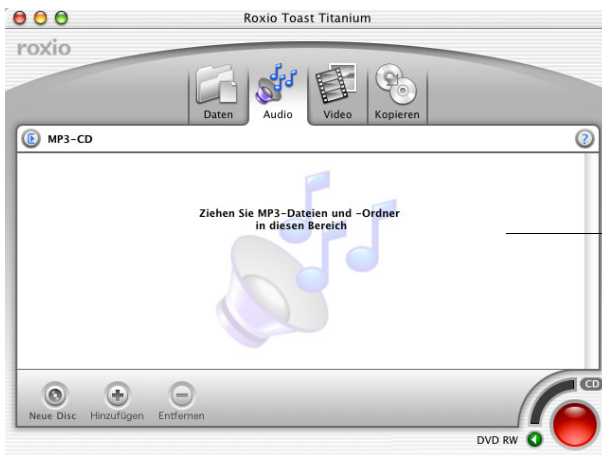 Roxio Toast Titanium
roxio
Daten
Audio
Video
Kopieren
MP3-CD
?
Ziehen Sie MP3-Dateien und -Ordner
in diesen Bereich
Neue Disc
Hinzufügen
Entfernen
CD
DVD RW